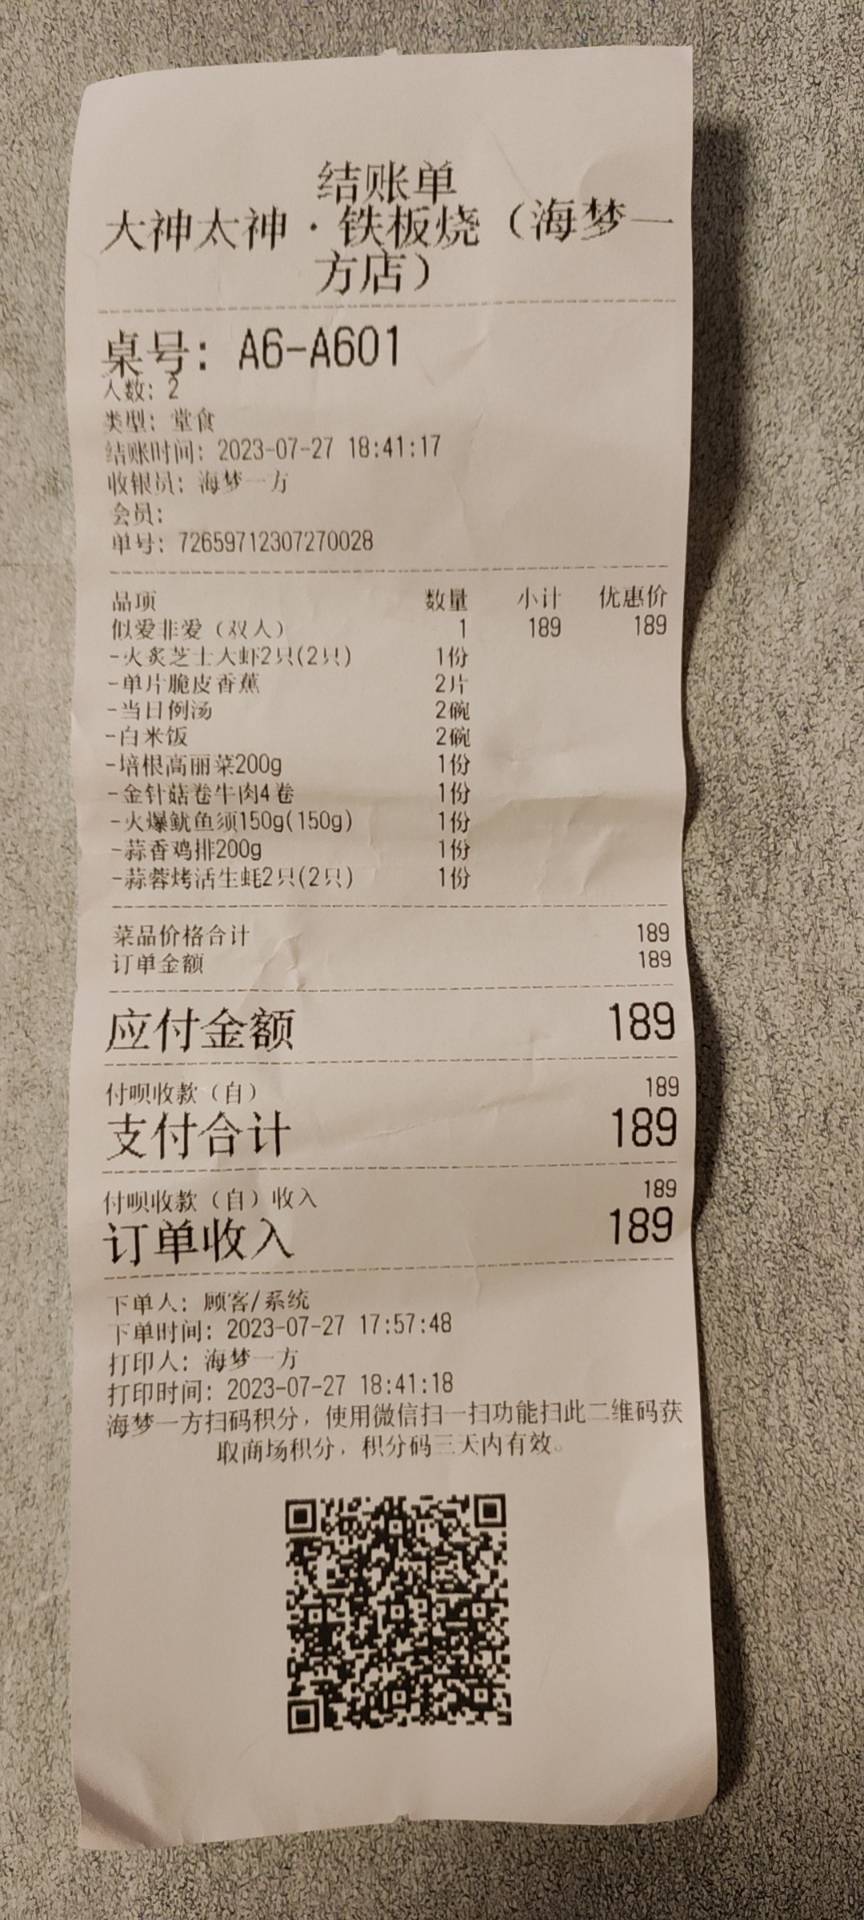 结账单
大神太神·铁板烧（海梦一
方店）
桌号：A6-A601
人数：2
类型：堂食
结账时间：2023-07-27 18:41:17
收银员：海梦一方
会员：
单号：72659712307270028
品项 数量 小计 优惠价
似爱非爱（双人） 1 189 189
-火炙芝士大虾2只(2只) 1份
-单片脆皮香蕉 2片
-当日例汤 2碗
-白米饭 2碗
-培根高丽菜200g 1份
-金针菇卷牛肉4卷 1份
-火爆鱿鱼须150g(150g) 1份
-蒜香鸡排200g 1份
-蒜蓉烤活生蚝2只(2只) 1份
菜品价格合计 189
订单金额 189
应付金额 189
付呗收款（自） 189
支付合计 189
付呗收款（自）收入 189
订单收入 189
下单人：顾客/系统
下单时间：2023-07-27 17:57:48
打印人：海梦一方
打印时间：2023-07-27 18:41:18
海梦一方扫码积分，使用微信扫一扫功能扫此二维码获
取商场积分，积分码三天内有效。